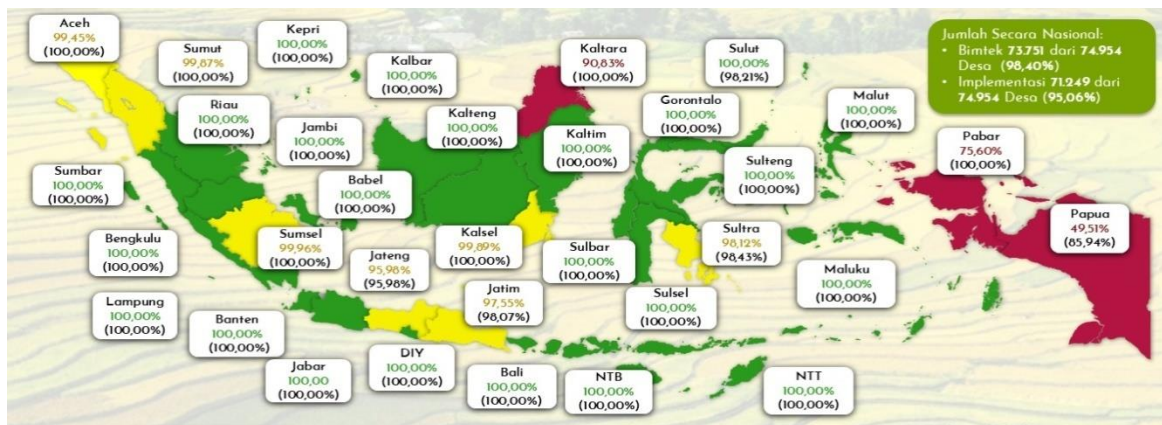 Aceh
99,45%
(100,00%)
Sumut
99,87%
(100,00%)
Kepri
100,00%
(100,00%)
Kalbar
100,00%
(100,00%)
Kaltara
90,83%
(100,00%)
Sulut
100,00%
(98,21%)
Jumlah Secara Nasional:
• Bimtek 73.751 dari 74.954
Desa (98,40%)
• Implementasi 71.249 dari
74.954 Desa (95,06%)
Riau
100,00%
(100,00%)
Jambi
100,00%
(100,00%)
Kalteng
100,00%
(100,00%)
Kaltim
100,00%
(100,00%)
Gorontalo
100,00%
(100,00%)
Malut
100,00%
(100,00%)
Pabar
75,60%
(100,00%)
Sumbar
100,00%
(100,00%)
Babel
100,00%
(100,00%)
Sulteng
100,00%
(100,00%)
Papua
49,51%
(85,94%)
Bengkulu
100,00%
(100,00%)
Sumsel
99,96%
(100,00%)
Jateng
95,98%
(95,98%)
Kalsel
99,89%
(100,00%)
Sulbar
100,00%
(100,00%)
Sultra
98,12%
(98,43%)
Maluku
100,00%
(100,00%)
Lampung
100,00%
(100,00%)
Banten
100,00%
(100,00%)
Jatim
97,55%
(98,07%)
Sulsel
100,00%
(100,00%)
Jabar
100,00
(100,00%)
DIY
100,00%
(100,00%)
Bali
100,00%
(100,00%)
NTB
100,00%
(100,00%)
NTT
100,00%
(100,00%)